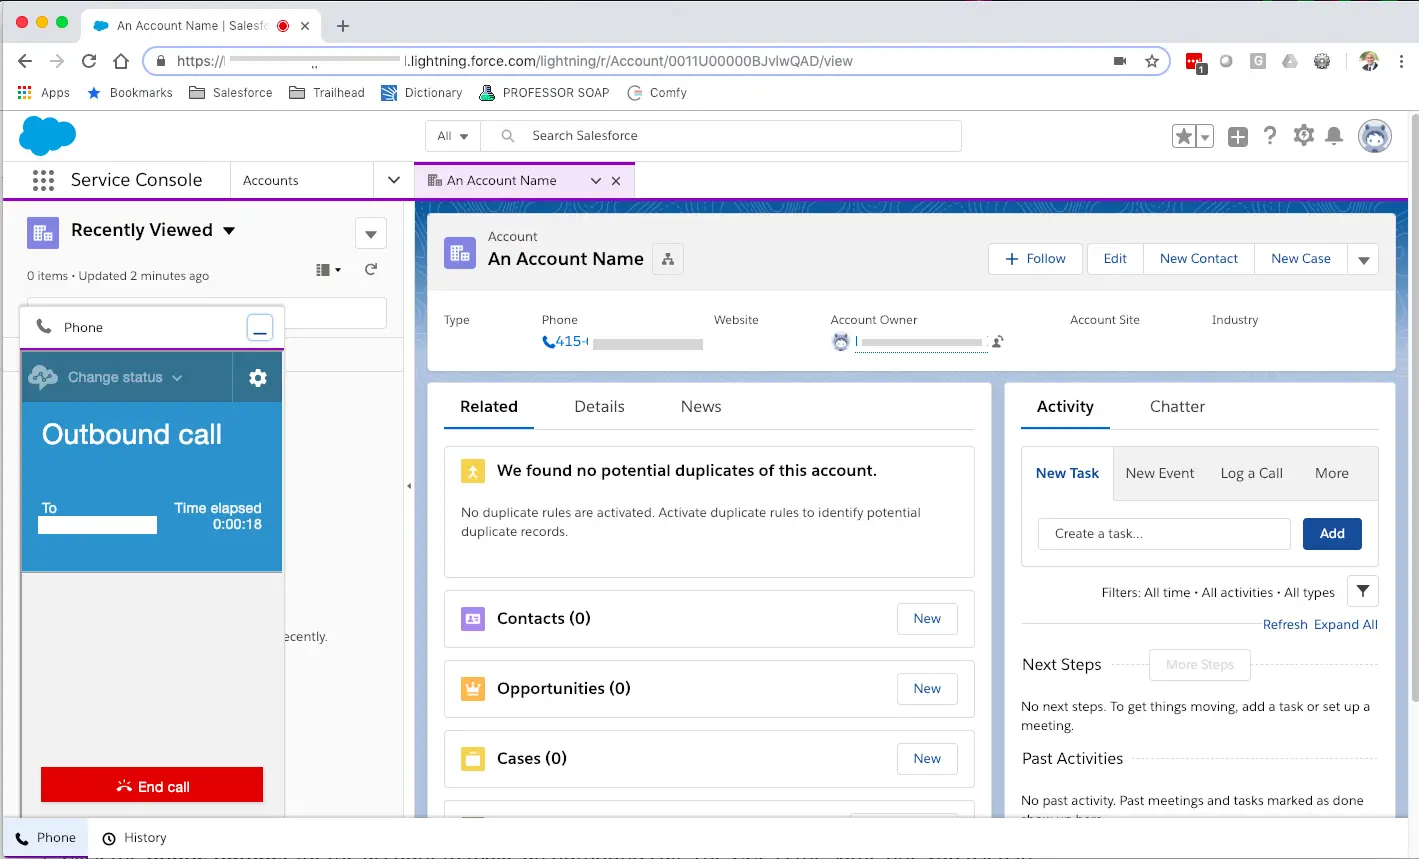 An Account Name | Salesfo
https://
l.lightning.force.com/lightning/r/Account/0011U00000BJvlwQAD/view
1
Apps Bookmarks Salesforce Trailhead Dictionary PROFESSOR SOAP Comfy
All Search Salesforce
Service Console Accounts An Account Name
Recently Viewed
0 items • Updated 2 minutes ago
Phone
Change status
Outbound call
To Time elapsed
0:00:18
ecently.
End call
Account
An Account Name
+ Follow Edit New Contact New Case
Type Phone Website Account Owner Account Site Industry
415-
Related Details News
We found no potential duplicates of this account.
No duplicate rules are activated. Activate duplicate rules to identify potential
duplicate records.
Contacts (0) New
Opportunities (0) New
Cases (0) New
Activity Chatter
New Task New Event Log a Call More
Create a task... Add
Filters: All time • All activities • All types
Refresh Expand All
Next Steps More Steps
No next steps. To get things moving, add a task or set up a
meeting.
Past Activities
No past activity. Past meetings and tasks marked as done
Phone History